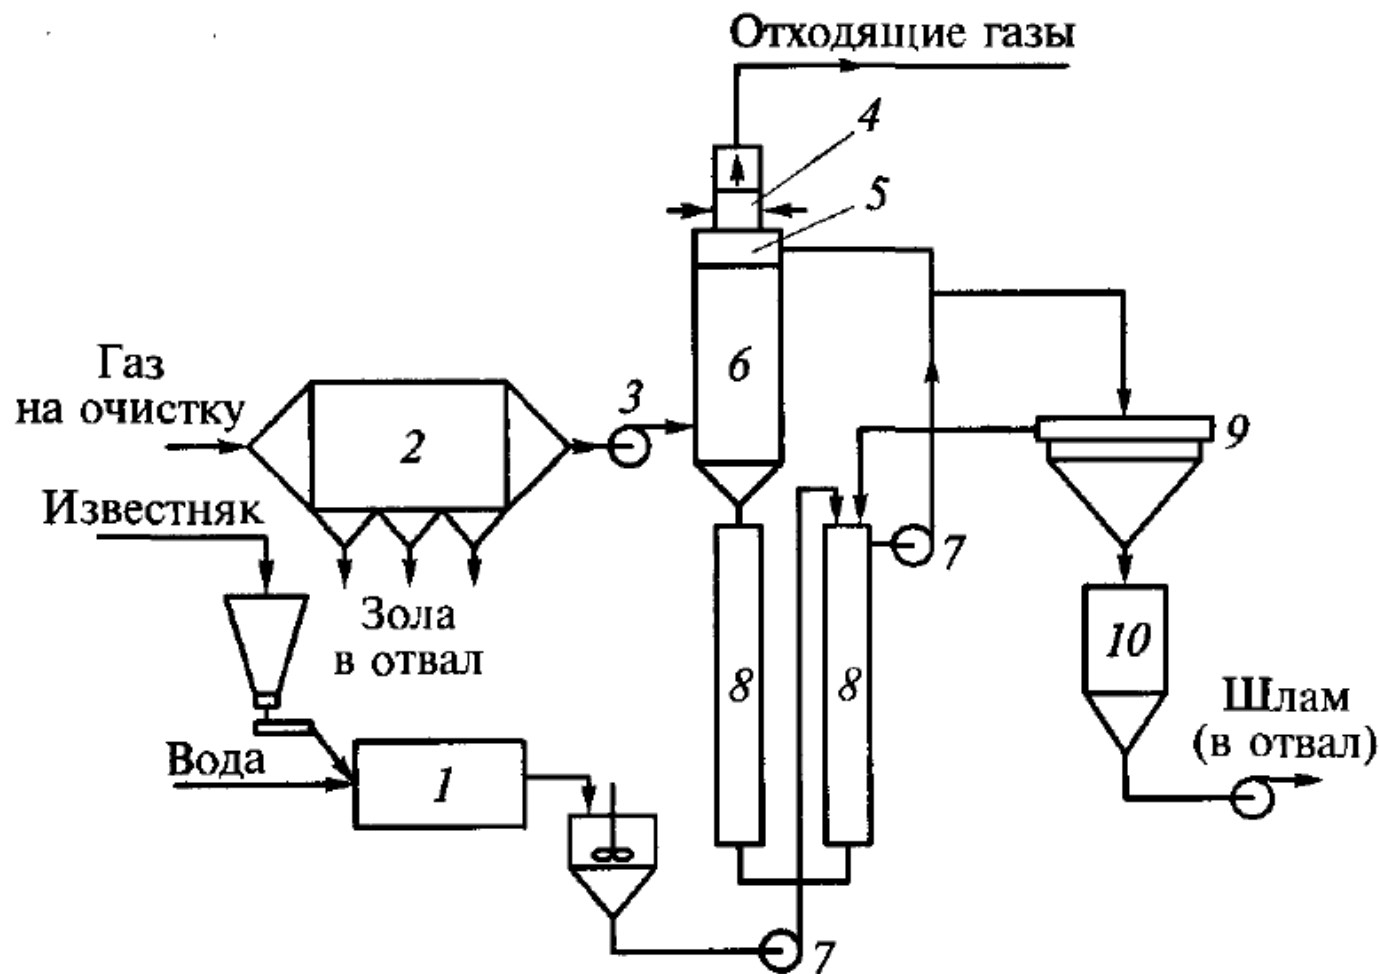 Отходящие газы
4
5
6
Газ
на очистку
2
3
9
Известняк
7
Зола
в отвал
8
8
10
Шлам
(в отвал)
Вода
1
7